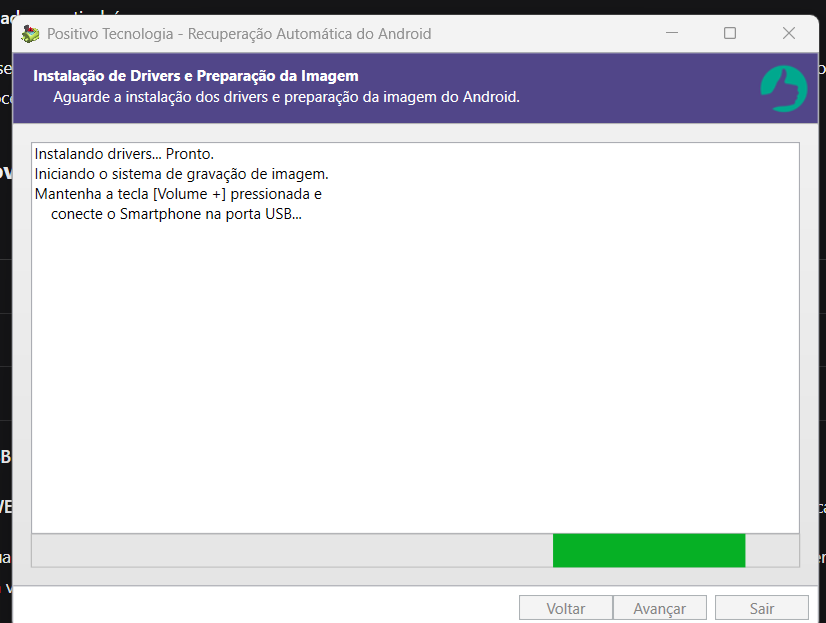 Positivo Tecnologia - Recuperação Automática do Android
Instalação de Drivers e Preparação da Imagem
Aguarde a instalação dos drivers e preparação da imagem do Android.
Instalando drivers... Pronto.
Iniciando o sistema de gravação de imagem.
Mantenha a tecla [Volume +] pressionada e
conecte o Smartphone na porta USB...
Voltar
Avançar
Sair